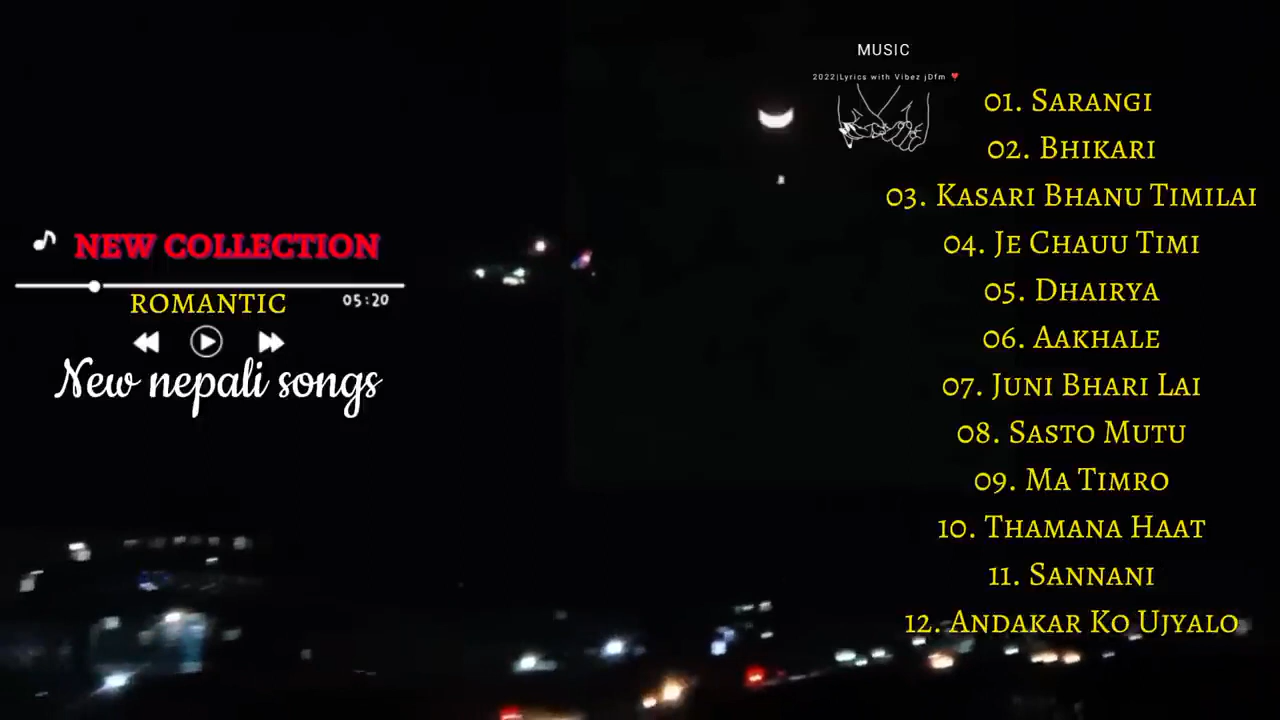 MUSIC
2022|Lyrics with Vibez jDfm ❤️
NEW COLLECTION
ROMANTIC
05:20
New nepali songs
01. Sarangi
02. Bhikari
03. Kasari Bhanu Timilai
04. Je Chauu Timi
05. Dhairya
06. Aakhale
07. Juni Bhari Lai
08. Sasto Mutu
09. Ma Timro
10. Thamana Haat
11. Sannani
12. Andakar Ko Ujyalo